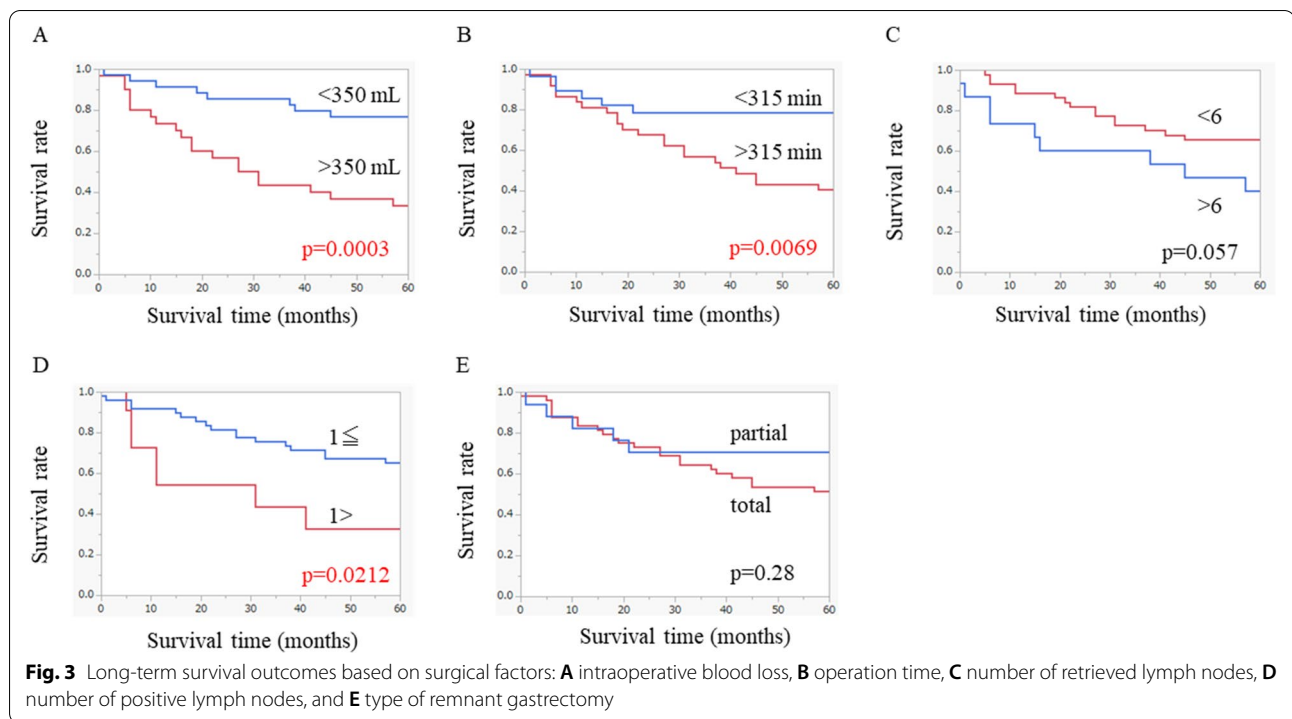 A
B
C
1.0
0.8
0.6
0.4
0.2
0.0
0 10 20 30 40 50 60
Survival rate
Survival time (months)
<350 mL
>350 mL
p=0.0003
1.0
0.8
0.6
0.4
0.2
0.0
0 10 20 30 40 50 60
Survival rate
Survival time (months)
<315 min
>315 min
p=0.0069
1.0
0.8
0.6
0.4
0.2
0.0
0 10 20 30 40 50 60
Survival rate
Survival time (months)
<6
>6
p=0.057
D
E
1.0
0.8
0.6
0.4
0.2
0.0
0 10 20 30 40 50 60
Survival rate
Survival time (months)
1≦
1>
p=0.0212
1.0
0.8
0.6
0.4
0.2
0.0
0 10 20 30 40 50 60
Survival rate
Survival time (months)
partial
total
p=0.28
Fig. 3 Long-term survival outcomes based on surgical factors: A intraoperative blood loss, B operation time, C number of retrieved lymph nodes, D
number of positive lymph nodes, and E type of remnant gastrectomy